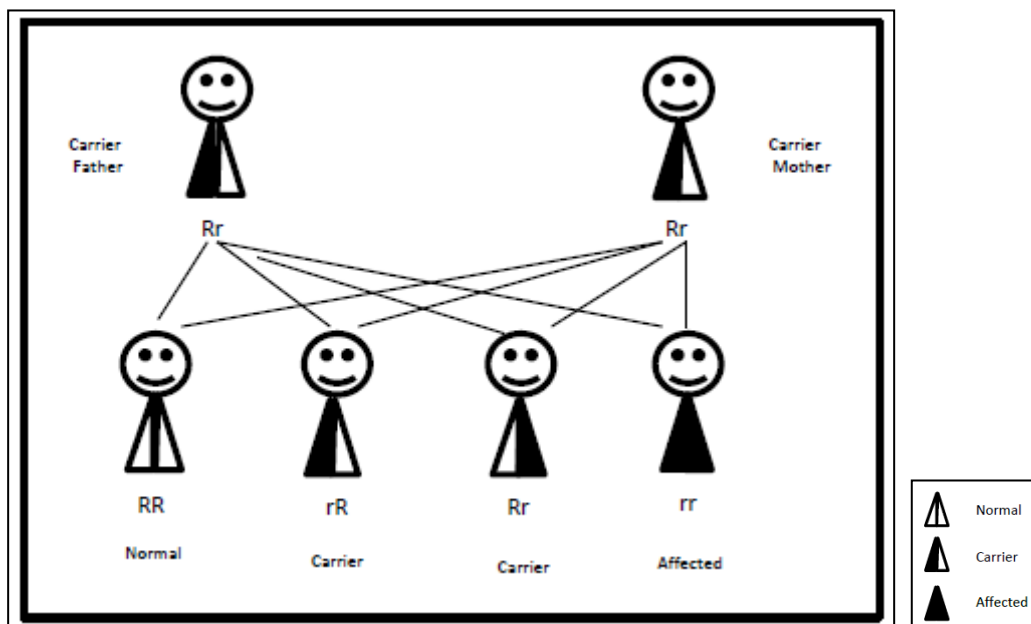 Carrier
Father
Carrier
Mother
Rr
Rr
RR
rR
Rr
rr
Normal
Carrier
Carrier
Affected
Normal
Carrier
Affected